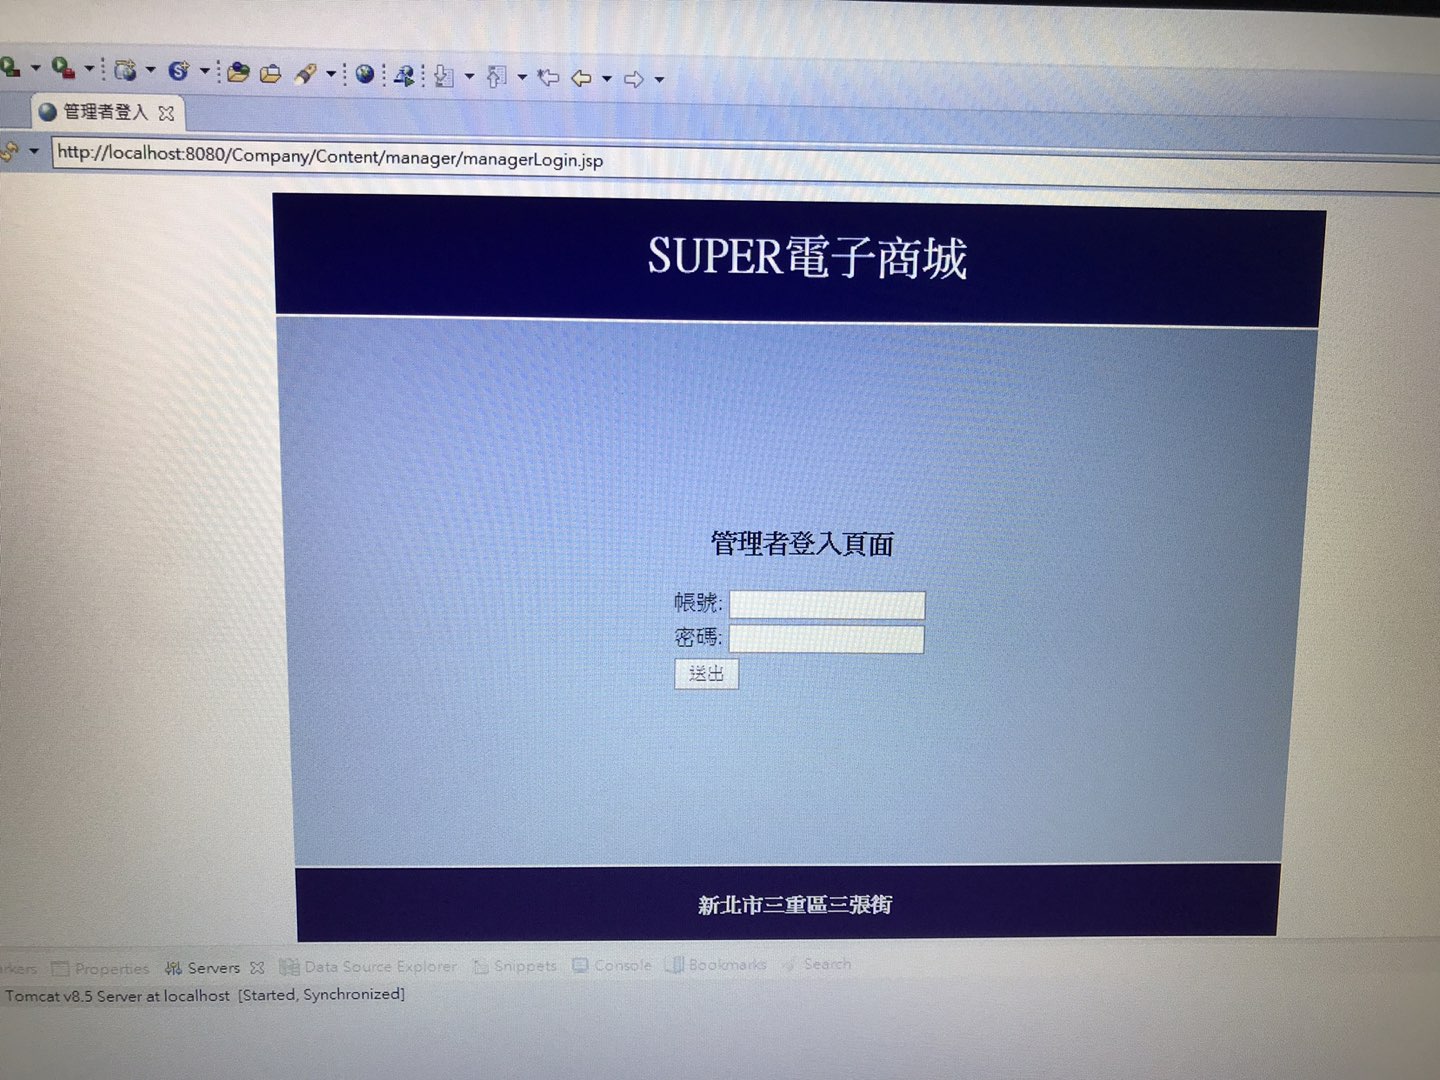 管理者登入
http://localhost:8080/Company/Content/manager/managerLogin.jsp
SUPER電子商城
管理者登入頁面
帳號:
密碼:
送出
新北市三重區三張街
rkers Properties Servers Data Source Explorer Snippets Console Bookmarks Search
Tomcat v8.5 Server at localhost [Started, Synchronized]